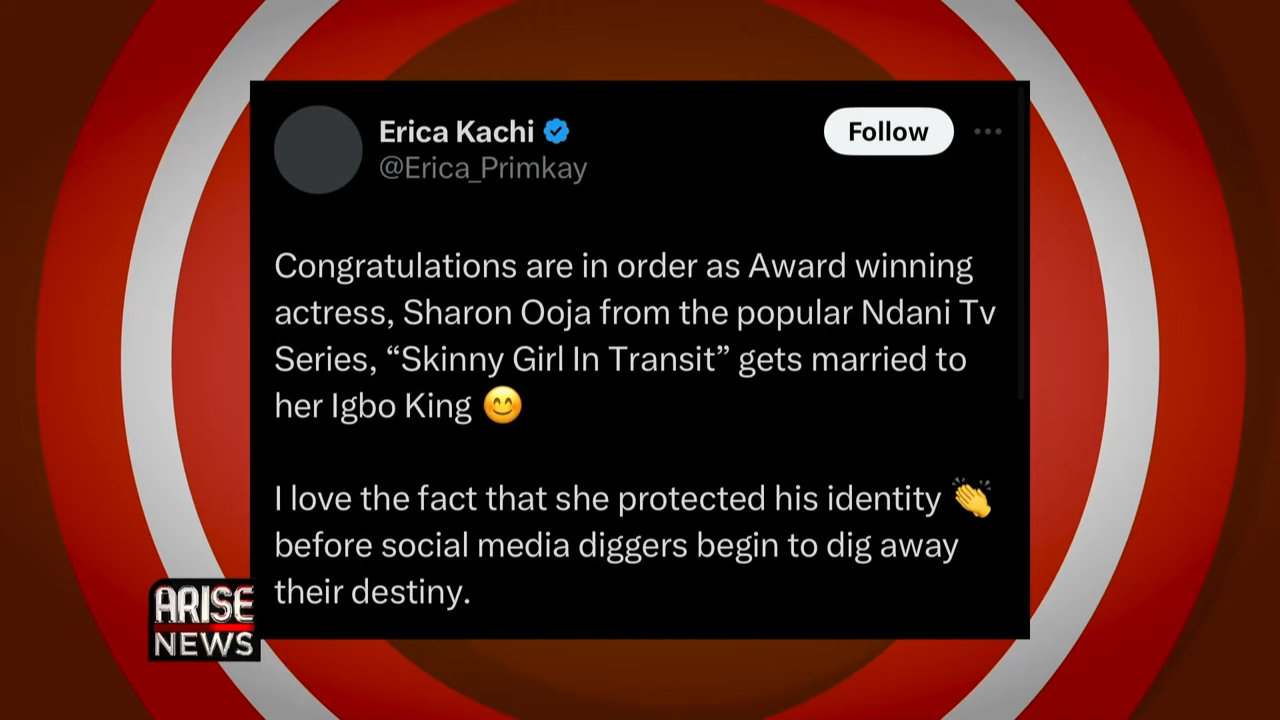 Erica Kachi
@Erica_Primkay
Follow
Congratulations are in order as Award winning
actress, Sharon Ooja from the popular Ndani Tv
Series, “Skinny Girl In Transit” gets married to
her Igbo King 😊
I love the fact that she protected his identity 👏
before social media diggers begin to dig away
their destiny.
ARISE
NEWS